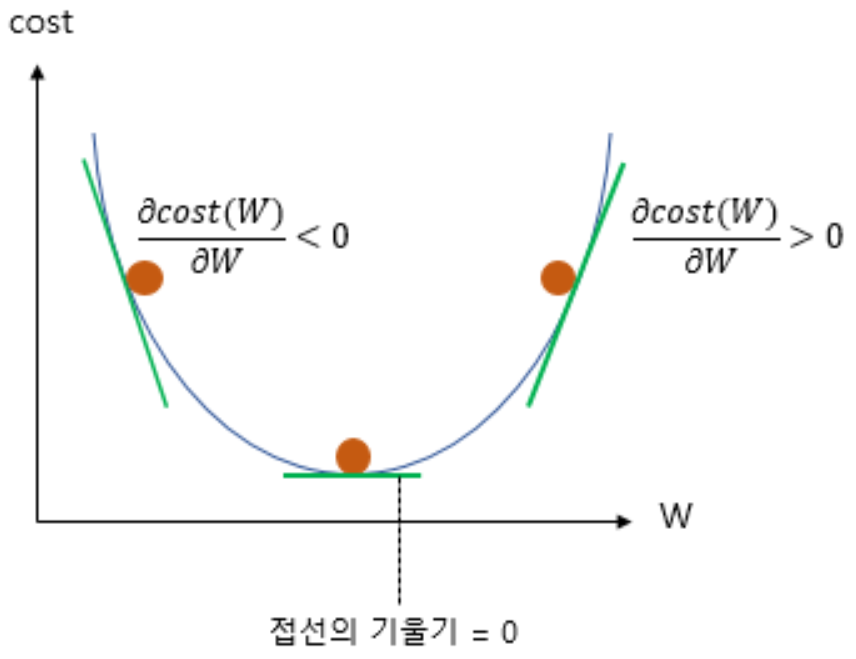 cost
∂cost(W)/∂W < 0
∂cost(W)/∂W > 0
W
접선의 기울기 = 0